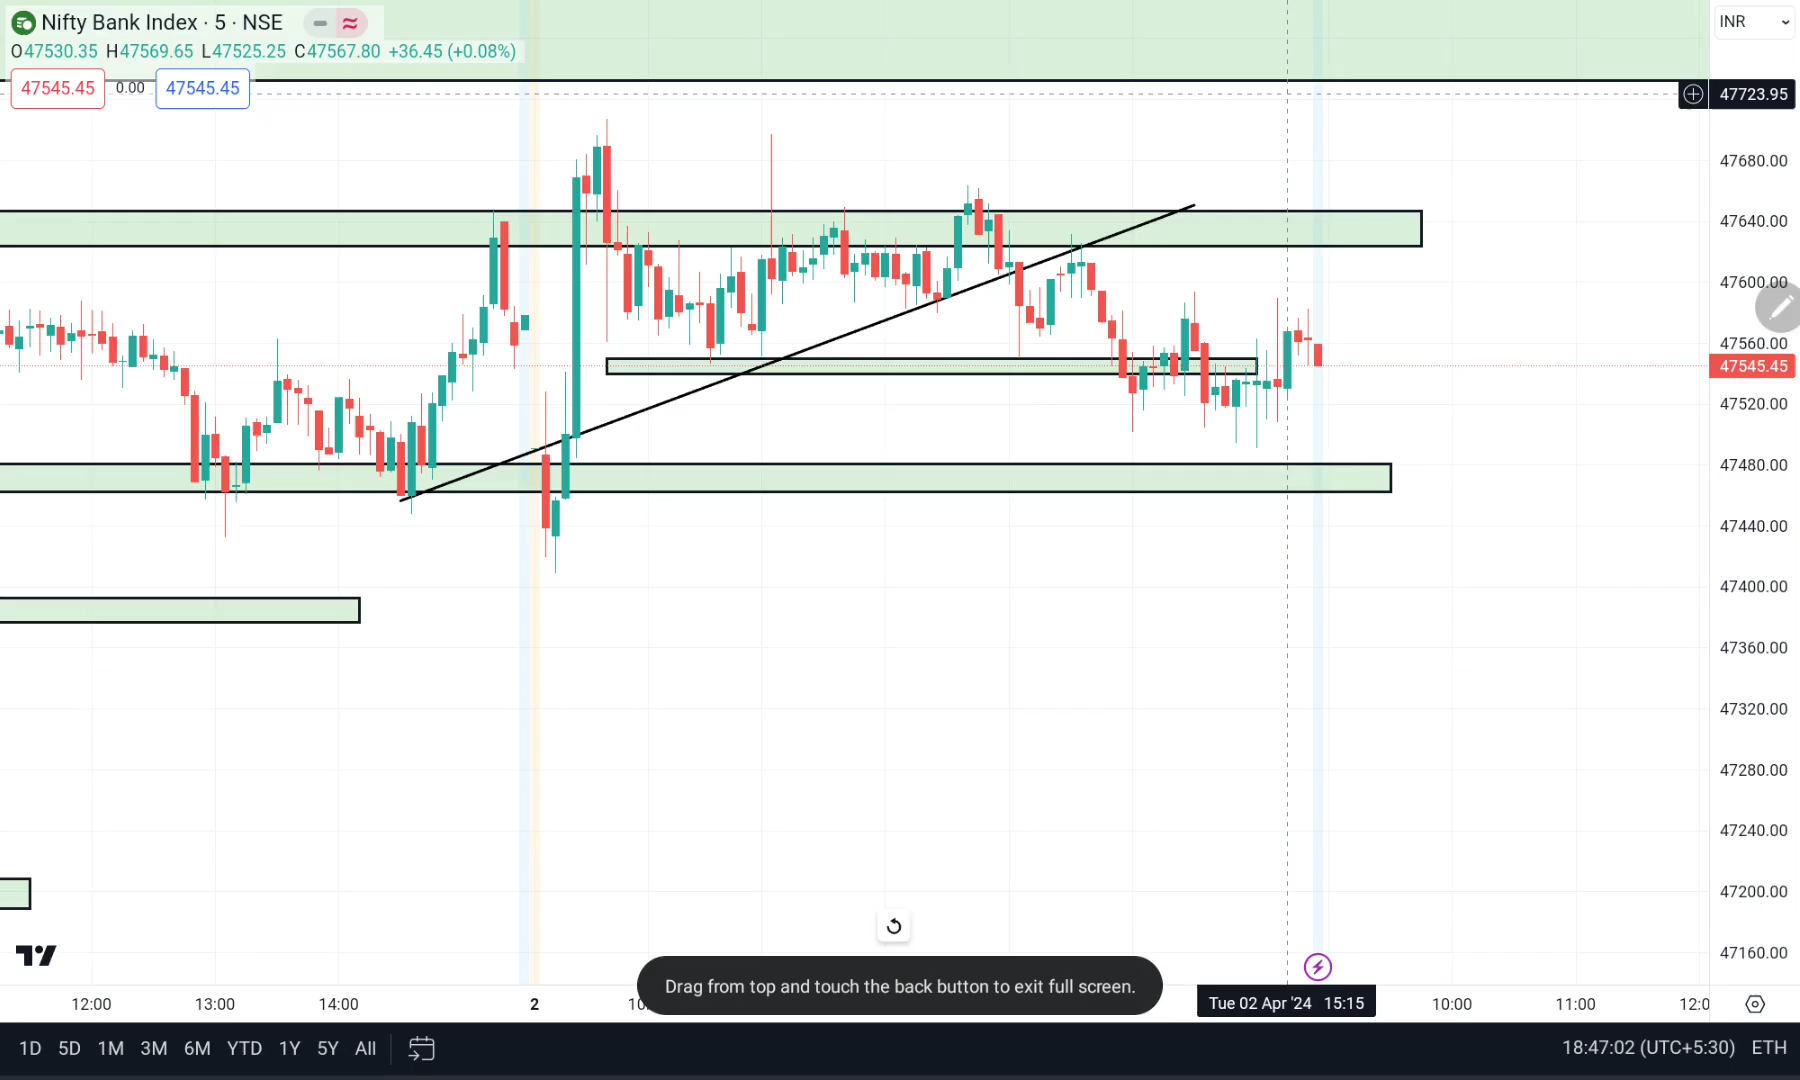 Nifty Bank Index · 5 · NSE
O47530.35 H47569.65 L47525.25 C47567.80 +36.45 (+0.08%)
47545.45 0.00 47545.45
INR
47723.95
47680.00
47640.00
47600.00
47560.00
47545.45
47520.00
47480.00
47440.00
47400.00
47360.00
47320.00
47280.00
47240.00
47200.00
47160.00
Drag from top and touch the back button to exit full screen.
12:00 13:00 14:00 2 Tue 02 Apr '24 15:15 10:00 11:00
1D 5D 1M 3M 6M YTD 1Y 5Y All 18:47:02 (UTC+5:30) ETH